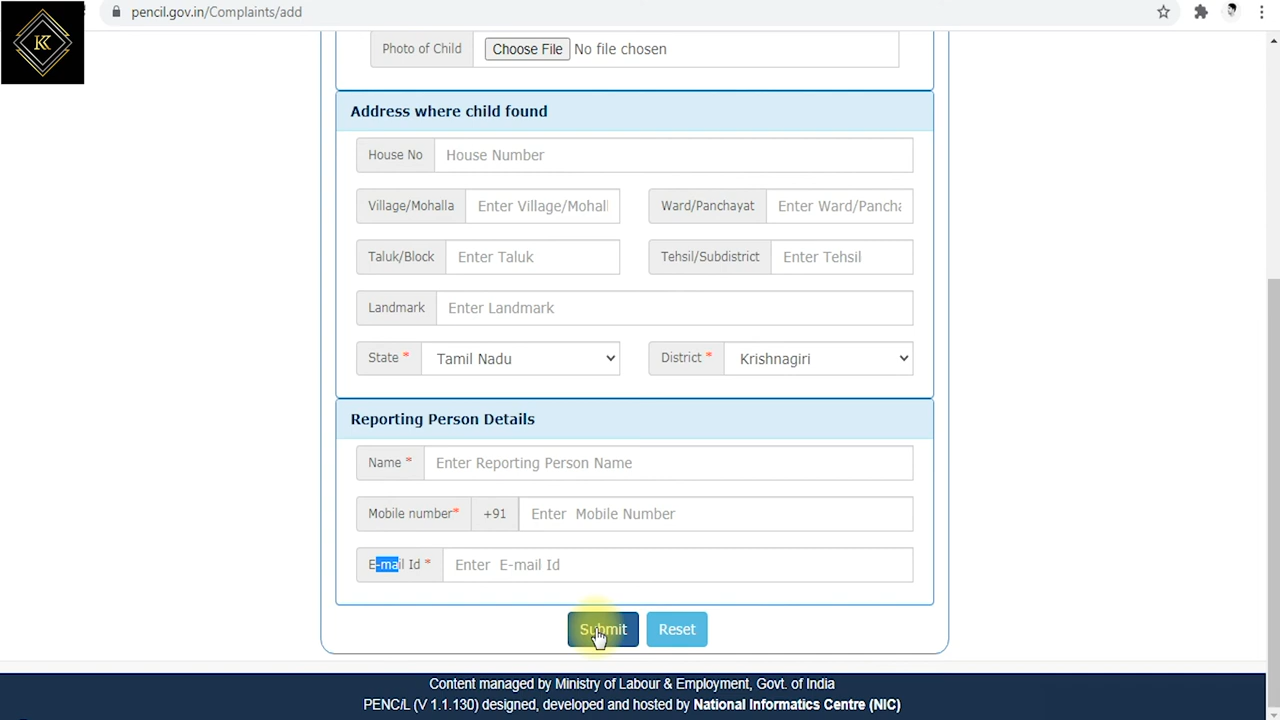 pencil.gov.in/Complaints/add
K
Photo of Child Choose File No file chosen
Address where child found
House No House Number
Village/Mohalla Enter Village/Mohall Ward/Panchayat Enter Ward/Pancha
Taluk/Block Enter Taluk Tehsil/Subdistrict Enter Tehsil
Landmark Enter Landmark
State * Tamil Nadu District * Krishnagiri
Reporting Person Details
Name * Enter Reporting Person Name
Mobile number* +91 Enter Mobile Number
E-mail Id * Enter E-mail Id
Submit Reset
Content managed by Ministry of Labour & Employment, Govt. of India
PENC/L (V 1.1.130) designed, developed and hosted by National Informatics Centre (NIC)